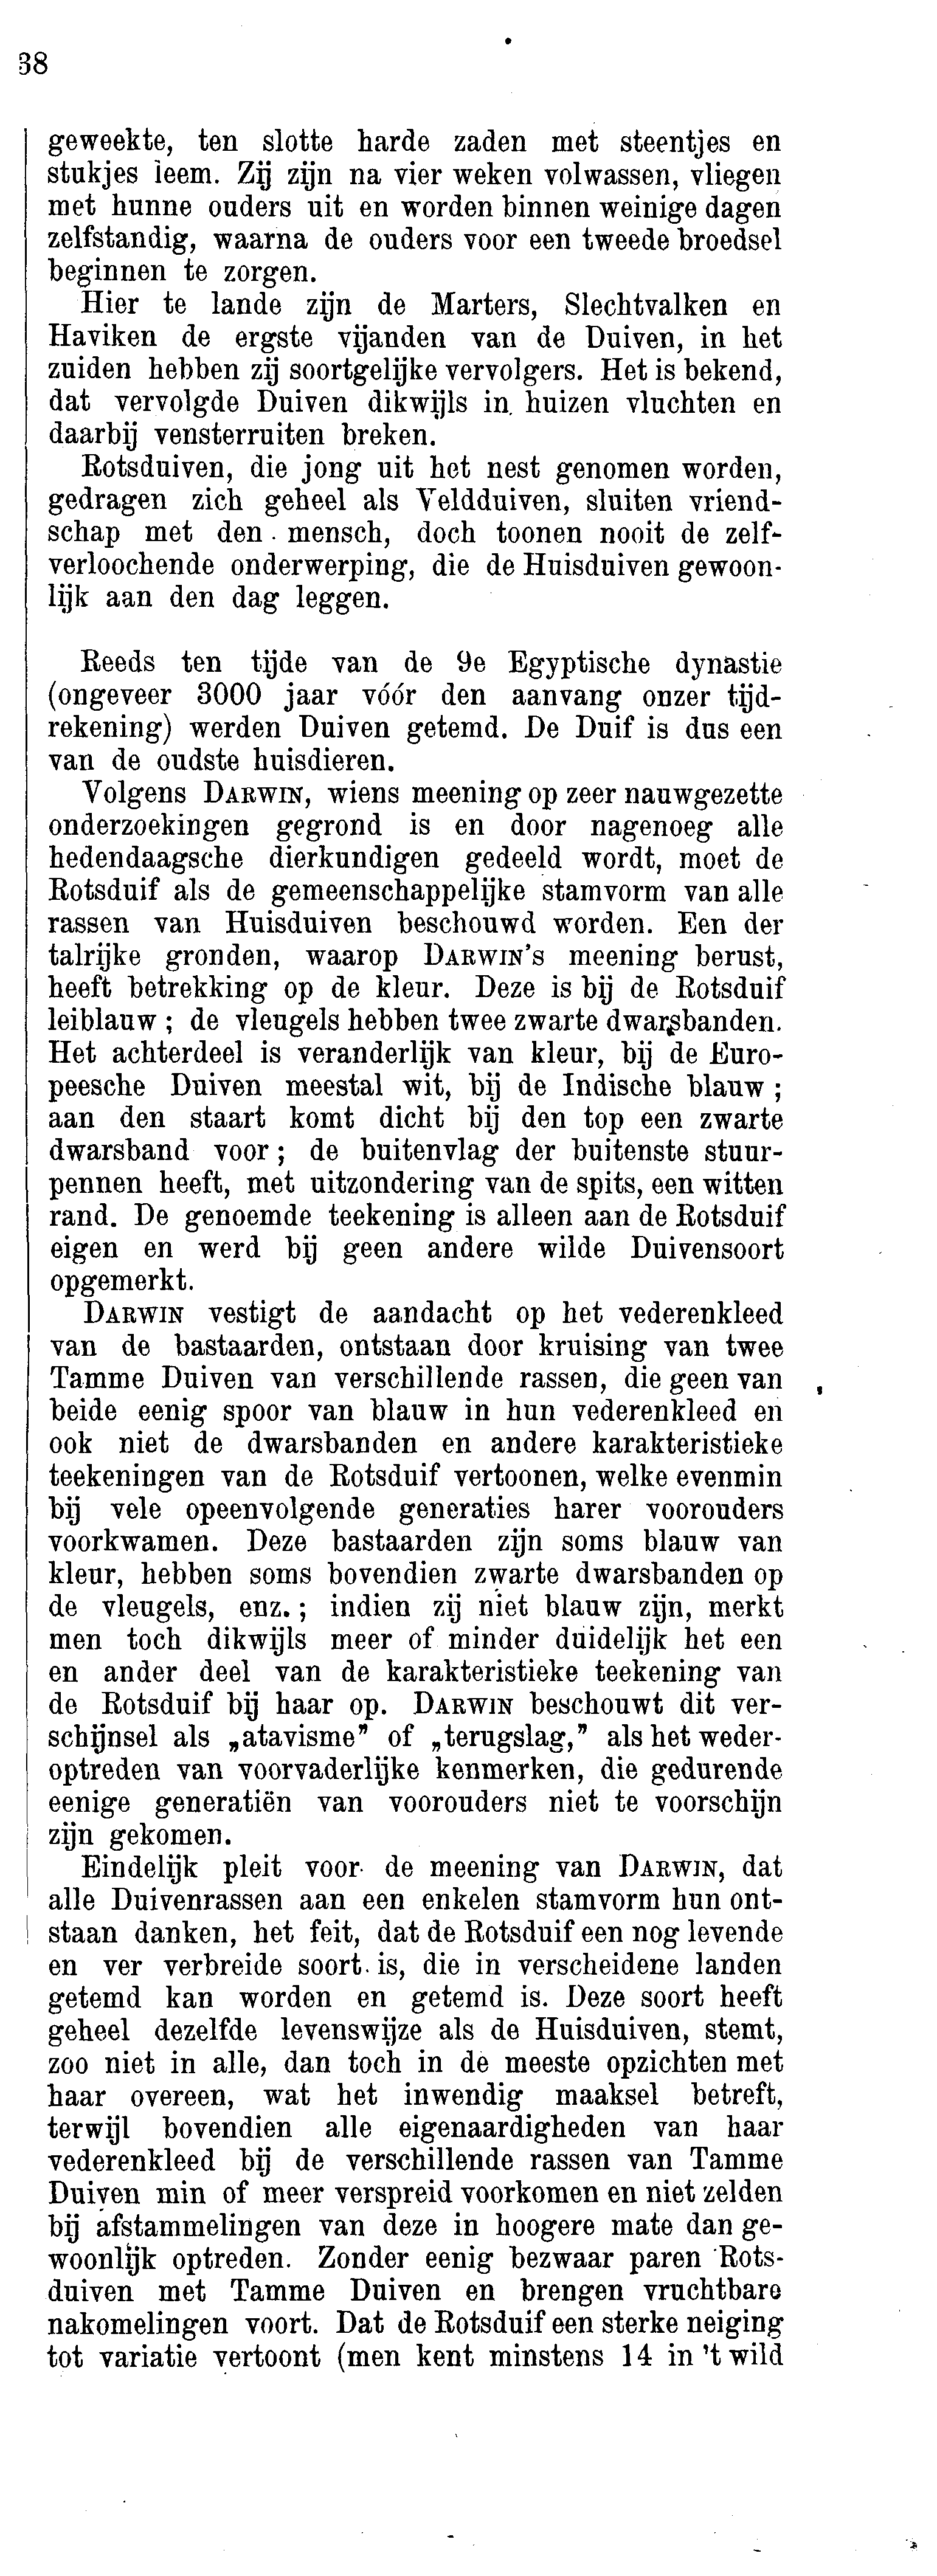 38
geweekte, ten slotte harde zaden met steentjes en
stukjes leem. Zij zijn na vier weken volwassen, vliegen
met hunne ouders uit en worden binnen weinige dagen
zelfstandig, waarna de ouders voor een tweede broedsel
beginnen te zorgen.
Hier te lande zijn de Marters, Slechtvalken en
Haviken de ergste vijanden van de Duiven, in het
zuiden hebben zij soortgelijke vervolgers. Het is bekend,
dat vervolgde Duiven dikwijls in huizen vluchten en
daarbij vensterruiten breken.
Rotsduiven, die jong uit het nest genomen worden,
gedragen zich geheel als Veldduiven, sluiten vriend-
schap met den mensch, doch toonen nooit de zelf-
verloochende onderwerping, die de Huisduiven gewoon-
lijk aan den dag leggen.
Reeds ten tijde van de 9e Egyptische dynastie
(ongeveer 3000 jaar vóór den aanvang onzer tijd-
rekening) werden Duiven getemd. De Duif is dus een
van de oudste huisdieren.
Volgens DARWIN, wiens meening op zeer nauwgezette
onderzoekingen gegrond is en door nagenoeg alle
hedendaagsche dierkundigen gedeeld wordt, moet de
Rotsduif als de gemeenschappelijke stamvorm van alle
rassen van Huisduiven beschouwd worden. Een der
talrijke gronden, waarop DARWIN'S meening berust,
heeft betrekking op de kleur. Deze is bij de Rotsduif
leiblauw; de vleugels hebben twee zwarte dwarsbanden.
Het achterdeel is veranderlijk van kleur, bij de Euro-
peesche Duiven meestal wit, bij de Indische blauw;
aan den staart komt dicht bij den top een zwarte
dwarsband voor; de buitenvlag der buitenste stuur-
pennen heeft, met uitzondering van de spits, een witten
rand. De genoemde teekening is alleen aan de Rotsduif
eigen en werd bij geen andere wilde Duivensoort
opgemerkt.
DARWIN vestigt de aandacht op het vederenkleed
van de bastaarden, ontstaan door kruising van twee
Tamme Duiven van verschillende rassen, die geen van
beide eenig spoor van blauw in hun vederenkleed en
ook niet de dwarsbanden en andere karakteristieke
teekeningen van de Rotsduif vertoonen, welke evenmin
bij vele opeenvolgende generaties harer voorouders
voorkwamen. Deze bastaarden zijn soms blauw van
kleur, hebben soms bovendien zwarte dwarsbanden op
de vleugels, enz.; indien zij niet blauw zijn, merkt
men toch dikwijls meer of minder duidelijk het een
en ander deel van de karakteristieke teekening van
de Rotsduif bij haar op. DARWIN beschouwt dit ver-
schijnsel als „atavisme” of „terugslag,” als het weder-
optreden van voorvaderlijke kenmerken, die gedurende
eenige generatiën van voorouders niet te voorschijn
zijn gekomen.
Eindelijk pleit voor de meening van DARWIN, dat
alle Duivenrassen aan een enkelen stamvorm hun ont-
staan danken, het feit, dat de Rotsduif een nog levende
en ver verbreide soort is, die in verscheidene landen
getemd kan worden en getemd is. Deze soort heeft
geheel dezelfde levenswijze als de Huisduiven, stemt,
zoo niet in alle, dan toch in de meeste opzichten met
haar overeen, wat het inwendig maaksel betreft,
terwijl bovendien alle eigenaardigheden van haar
vederenkleed bij de verschillende rassen van Tamme
Duiven min of meer verspreid voorkomen en niet zelden
bij afstammelingen van deze in hoogere mate dan ge-
woonlijk optreden. Zonder eenig bezwaar paren Rots-
duiven met Tamme Duiven en brengen vruchtbare
nakomelingen voort. Dat de Rotsduif een sterke neiging
tot variatie vertoont (men kent minstens 14 in 't wild